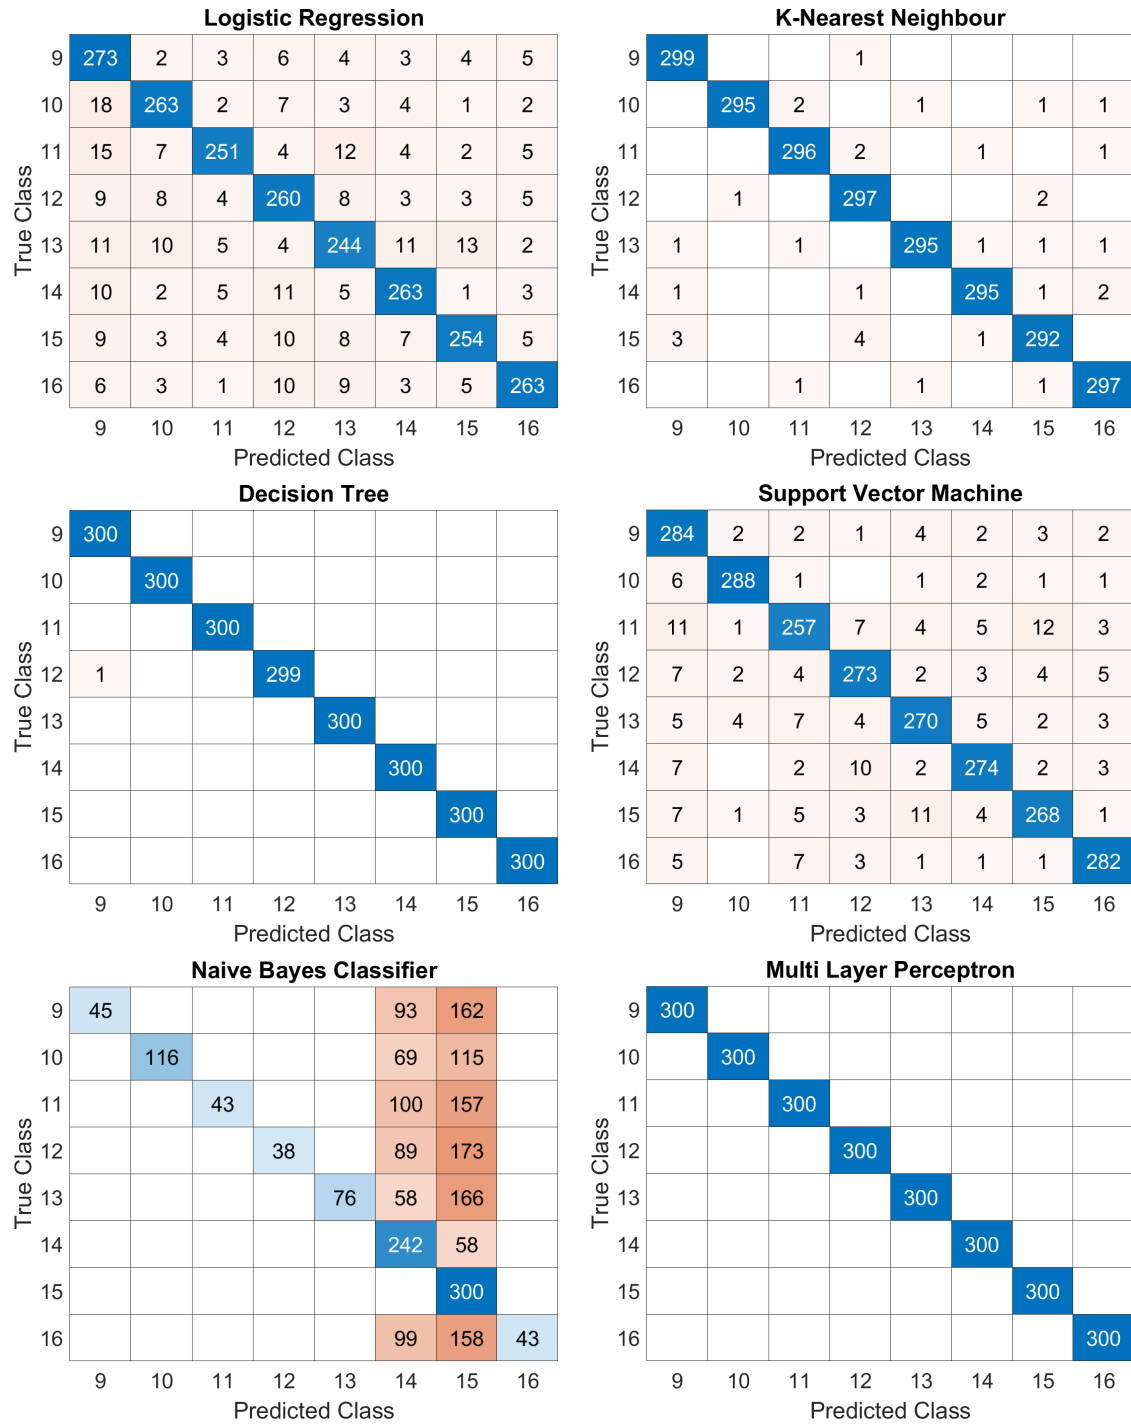 Logistic Regression
9 273 2 3 6 4 3 4 5
10 18 263 2 7 3 4 1 2
11 15 7 251 4 12 4 2 5
12 9 8 4 260 8 3 3 5
13 11 10 5 4 244 11 13 2
14 10 2 5 11 5 263 1 3
15 9 3 4 10 8 7 254 5
16 6 3 1 10 9 3 5 263
True Class
9 10 11 12 13 14 15 16
Predicted Class
K-Nearest Neighbour
9 299 1
10 295 2 1 1 1
11 296 2 1 1
12 1 297 2
13 1 1 295 1 1 1
14 1 1 295 1 2
15 3 4 1 292
16 1 1 1 297
True Class
9 10 11 12 13 14 15 16
Predicted Class
Decision Tree
9 300
10 300
11 300
12 1 299
13 300
14 300
15 300
16 300
True Class
9 10 11 12 13 14 15 16
Predicted Class
Support Vector Machine
9 284 2 2 1 4 2 3 2
10 6 288 1 1 2 1 1
11 11 1 257 7 4 5 12 3
12 7 2 4 273 2 3 4 5
13 5 4 7 4 270 5 2 3
14 7 2 10 2 274 2 3
15 7 1 5 3 11 4 268 1
16 5 7 3 1 1 1 282
True Class
9 10 11 12 13 14 15 16
Predicted Class
Naive Bayes Classifier
9 45 93 162
10 116 69 115
11 43 100 157
12 38 89 173
13 76 58 166
14 242 58
15 300
16 99 158 43
True Class
9 10 11 12 13 14 15 16
Predicted Class
Multi Layer Perceptron
9 300
10 300
11 300
12 300
13 300
14 300
15 300
16 300
True Class
9 10 11 12 13 14 15 16
Predicted Class